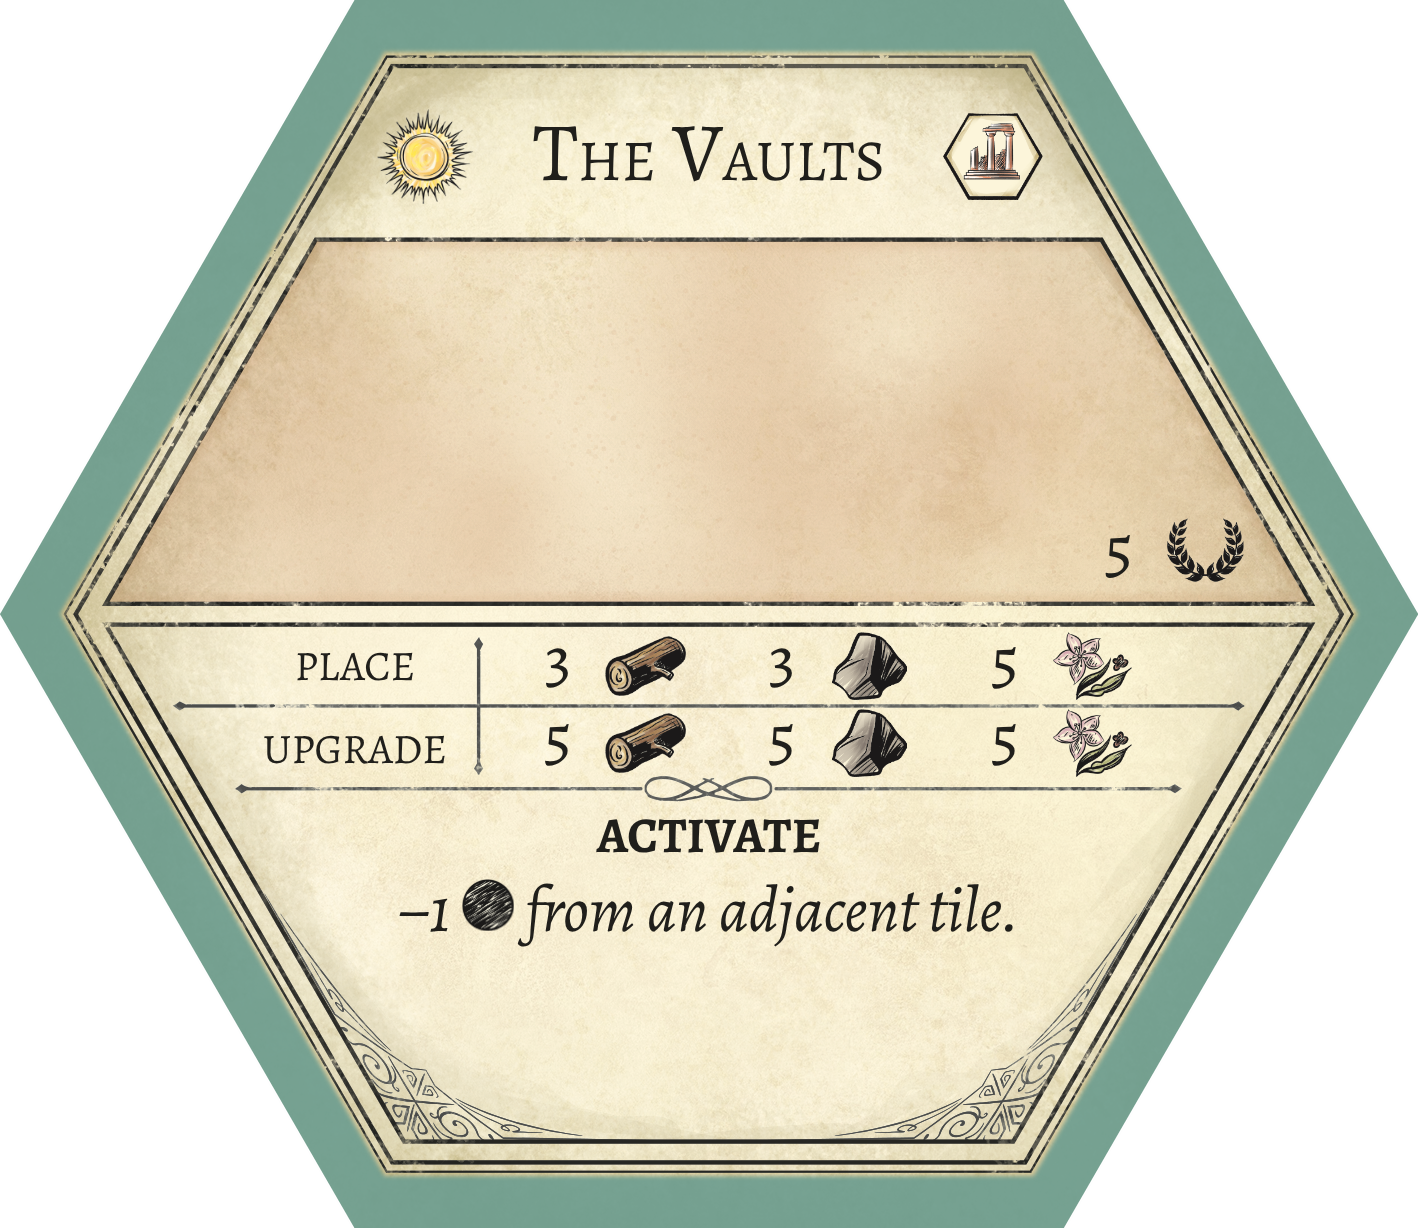 The Vaults
5
PLACE 3 3 5
UPGRADE 5 5 5
ACTIVATE
–1 from an adjacent tile.